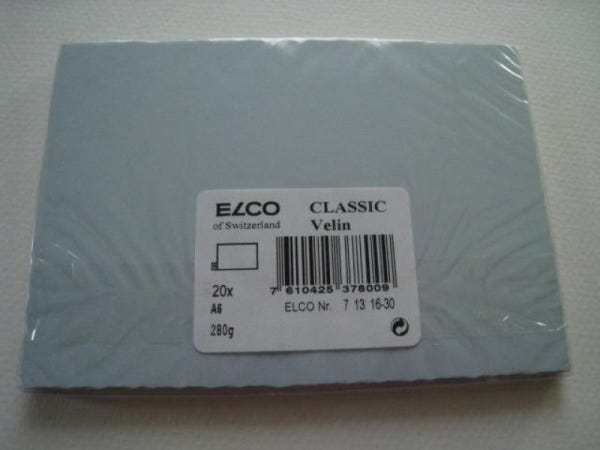 ELCO CLASSIC
of Switzerland Velin
7 610425 378009
20x
ELCO Nr. 7 13 16-30
A6
280g